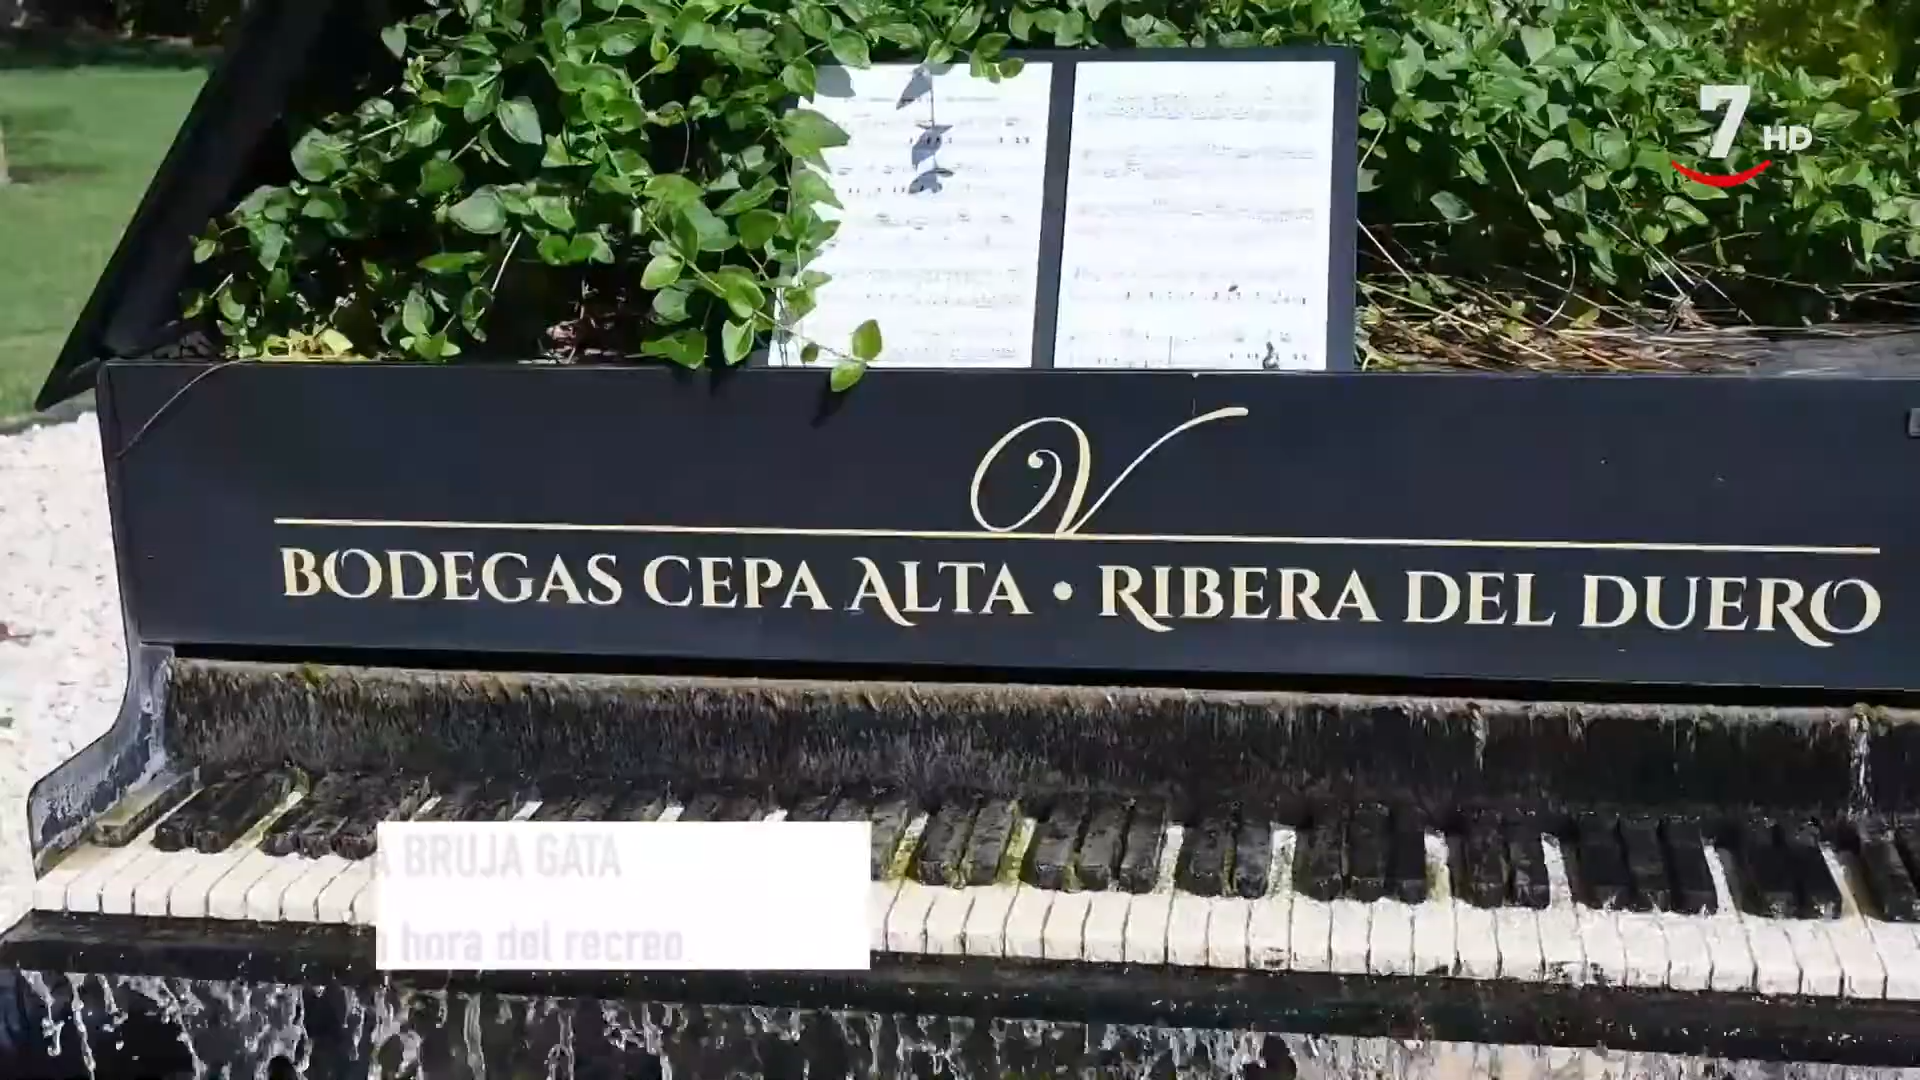 7 HD
V
BODEGAS CEPA ALTA • RIBERA DEL DUERO
BRUJA GATA
hora del recreo